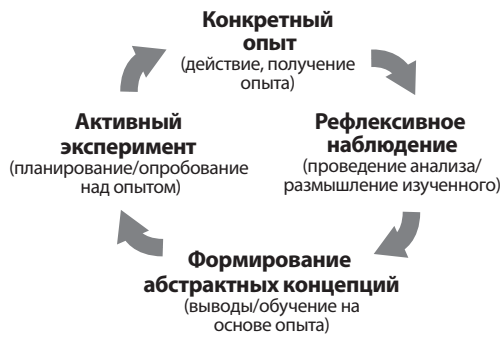 Конкретный
опыт
(действие, получение
опыта)
Рефлексивное
наблюдение
(проведение анализа/
размышление изученного)
Формирование
абстрактных концепций
(выводы/обучение на
основе опыта)
Активный
эксперимент
(планирование/опробование
над опытом)